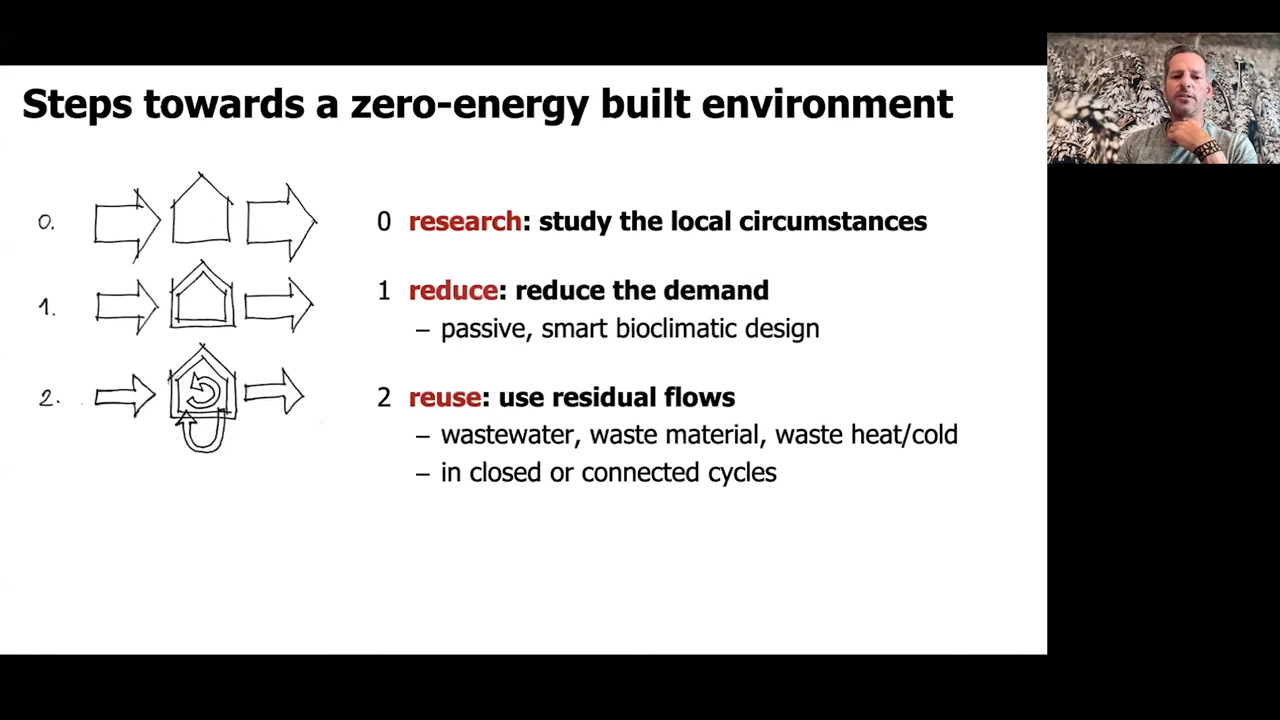 Steps towards a zero-energy built environment
0.
0 research: study the local circumstances
1.
1 reduce: reduce the demand
– passive, smart bioclimatic design
2.
2 reuse: use residual flows
– wastewater, waste material, waste heat/cold
– in closed or connected cycles